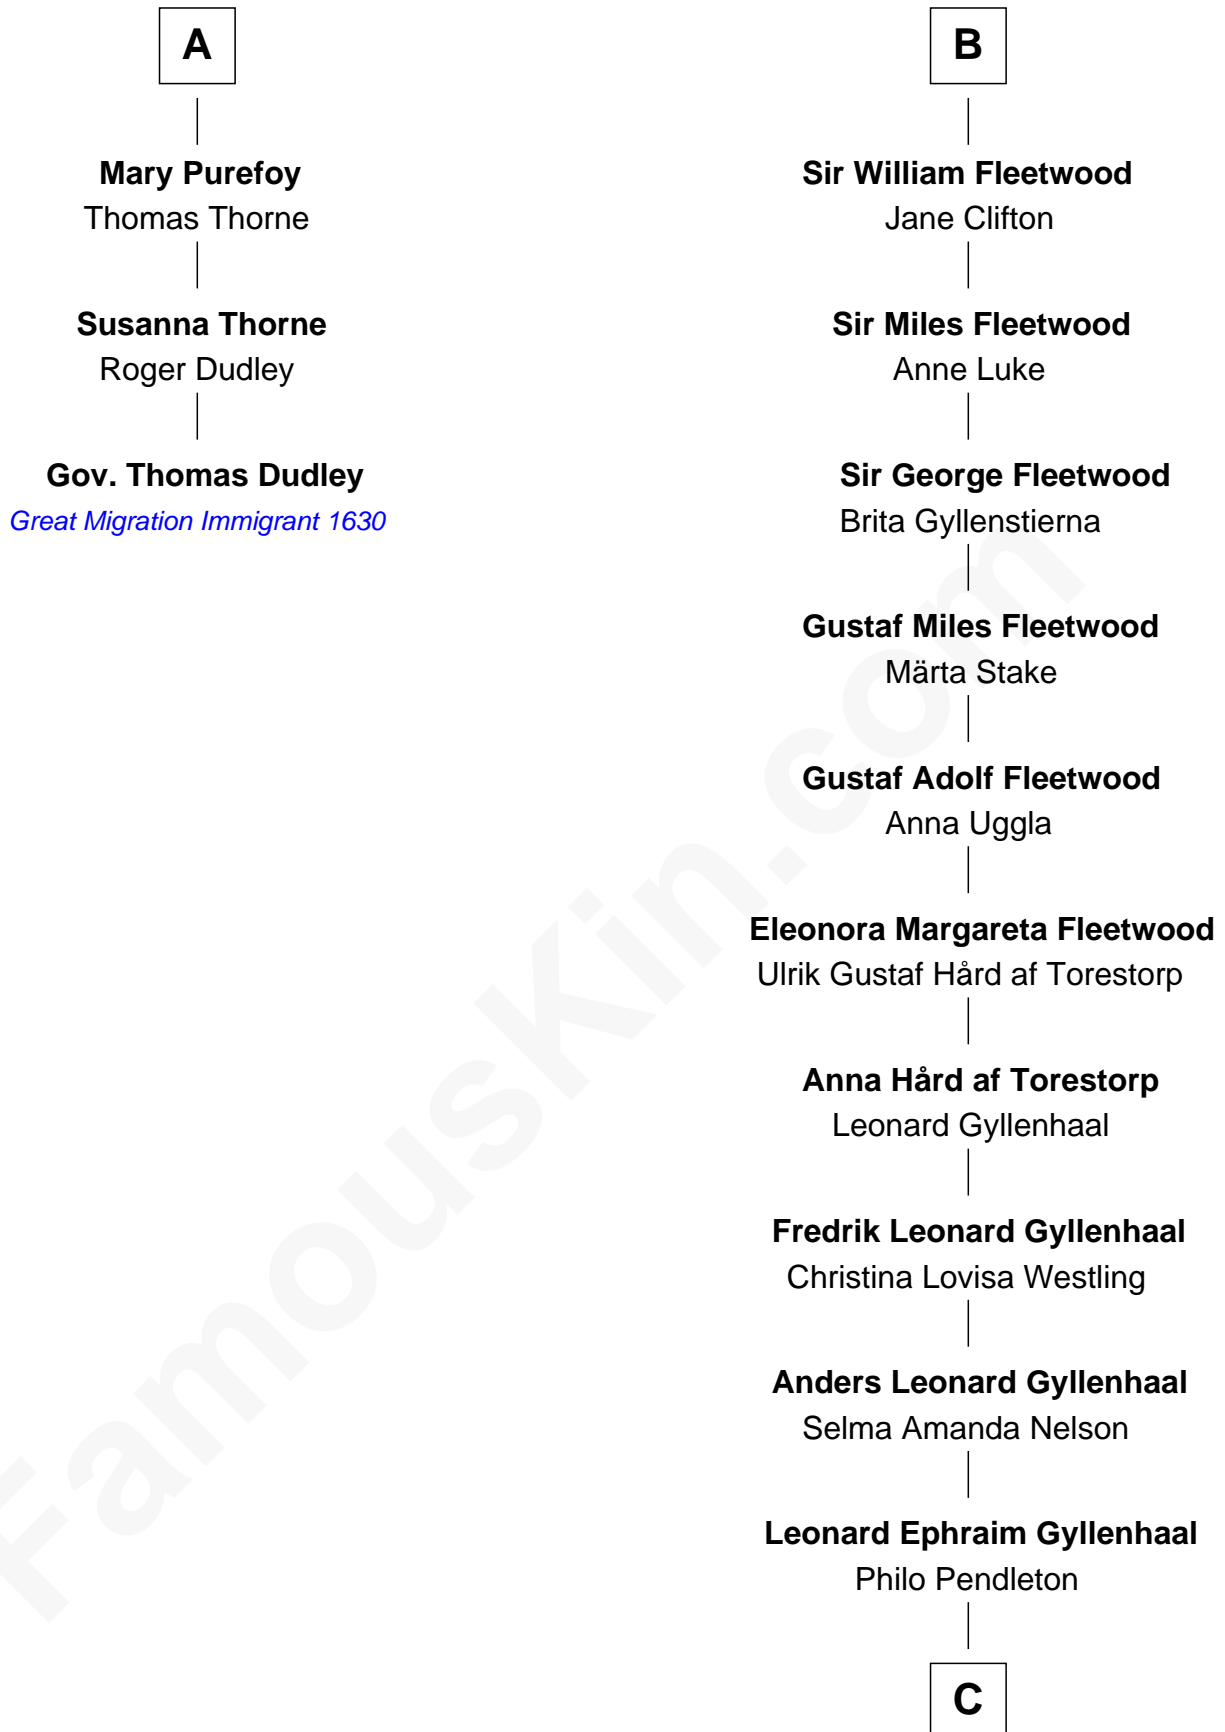 A
Mary Purefoy
Thomas Thorne
Susanna Thorne
Roger Dudley
Gov. Thomas Dudley
Great Migration Immigrant 1630
B
Sir William Fleetwood
Jane Clifton
Sir Miles Fleetwood
Anne Luke
Sir George Fleetwood
Brita Gyllenstierna
Gustaf Miles Fleetwood
Märta Stake
Gustaf Adolf Fleetwood
Anna Uggla
Eleonora Margareta Fleetwood
Ulrik Gustaf Hård af Torestorp
Anna Hård af Torestorp
Leonard Gyllenhaal
Fredrik Leonard Gyllenhaal
Christina Lovisa Westling
Anders Leonard Gyllenhaal
Selma Amanda Nelson
Leonard Ephraim Gyllenhaal
Philo Pendleton
C
FamousKin.com